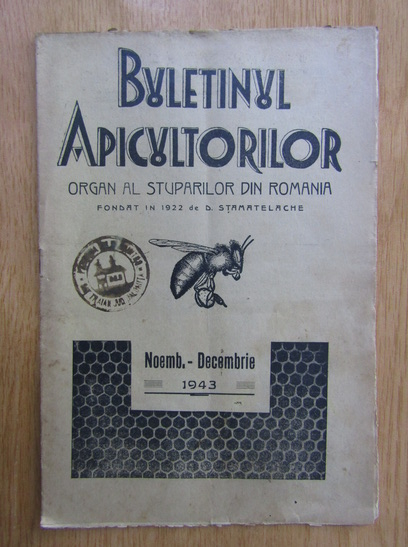 BULETINUL
APICULTORILOR
ORGAN AL STUPARILOR DIN ROMANIA
FONDAT IN 1922 de D. STAMATELACHE
Noemb. - Decembrie
1943